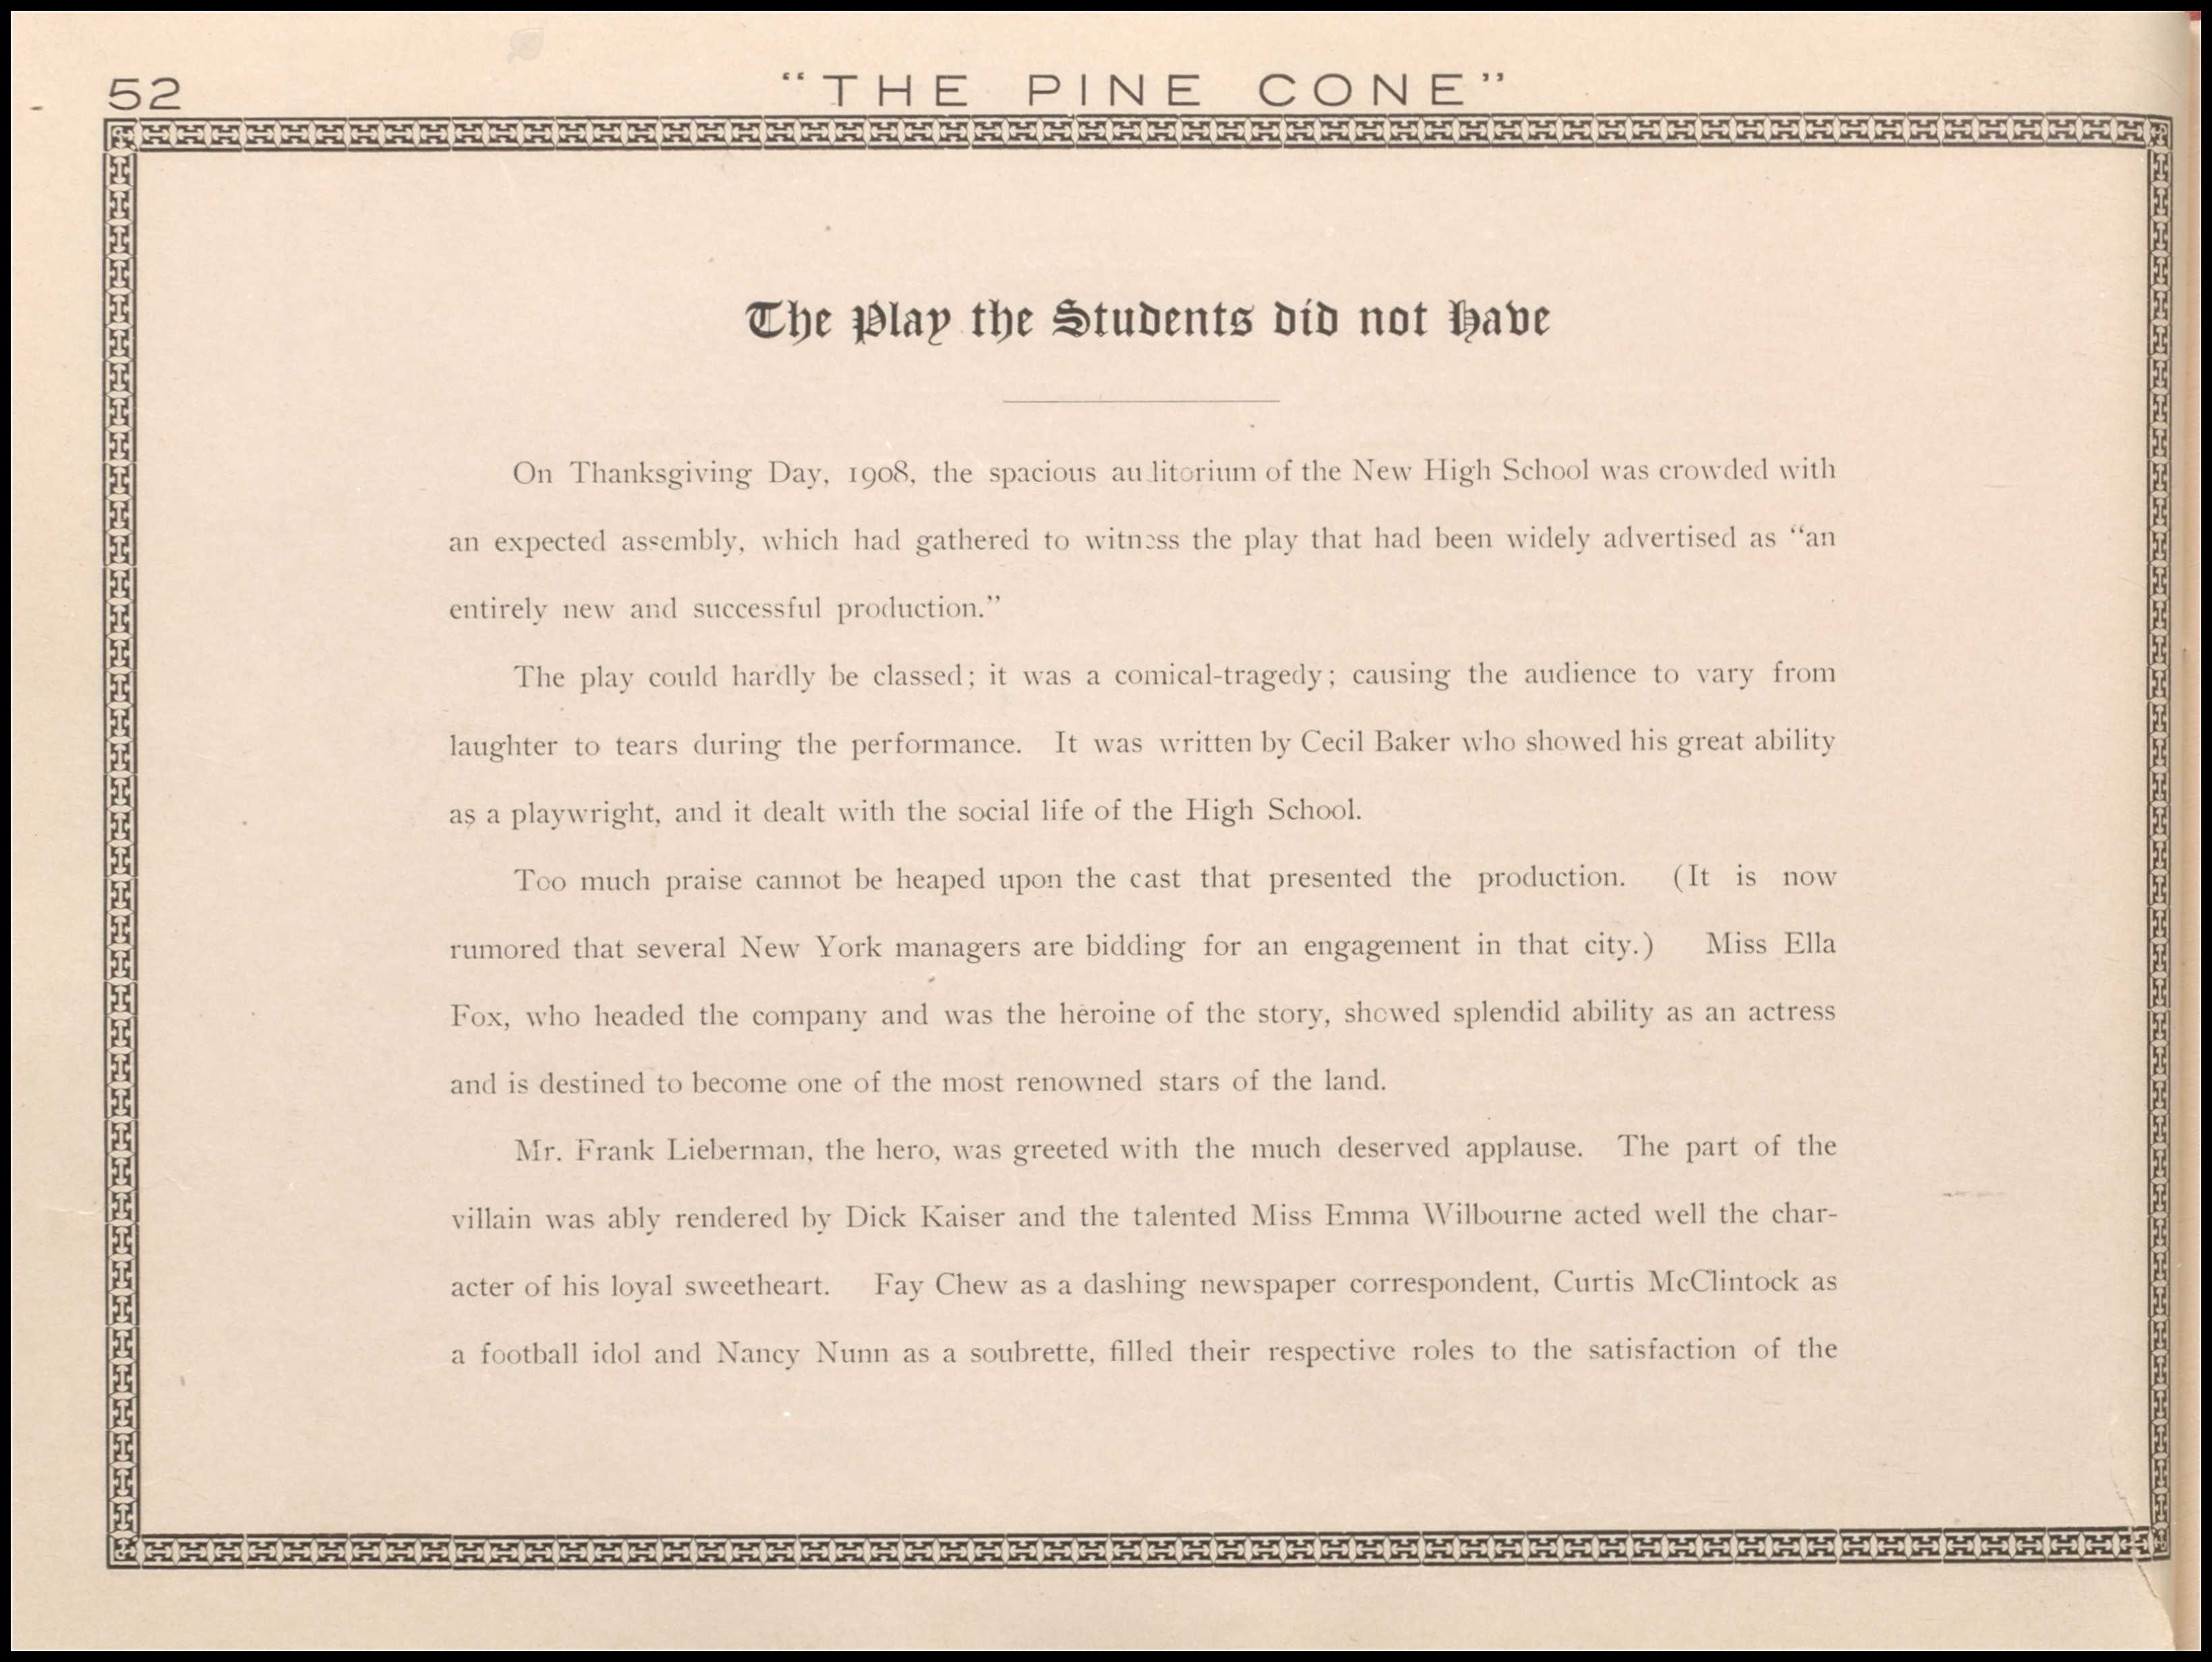 52
"THE PINE CONE"
The Play the Students did not have
On Thanksgiving Day, 1908, the spacious auditorium of the New High School was crowded with
an expected assembly, which had gathered to witness the play that had been widely advertised as "an
entirely new and successful production."
The play could hardly be classed; it was a comical-tragedy; causing the audience to vary from
laughter to tears during the performance. It was written by Cecil Baker who showed his great ability
as a playwright, and it dealt with the social life of the High School.
Too much praise cannot be heaped upon the cast that presented the production. (It is now
rumored that several New York managers are bidding for an engagement in that city.) Miss Ella
Fox, who headed the company and was the heroine of the story, showed splendid ability as an actress
and is destined to become one of the most renowned stars of the land.
Mr. Frank Lieberman, the hero, was greeted with the much deserved applause. The part of the
villain was ably rendered by Dick Kaiser and the talented Miss Emma Wilbourne acted well the char-
acter of his loyal sweetheart. Fay Chew as a dashing newspaper correspondent, Curtis McClintock as
a football idol and Nancy Nunn as a soubrette, filled their respective roles to the satisfaction of the